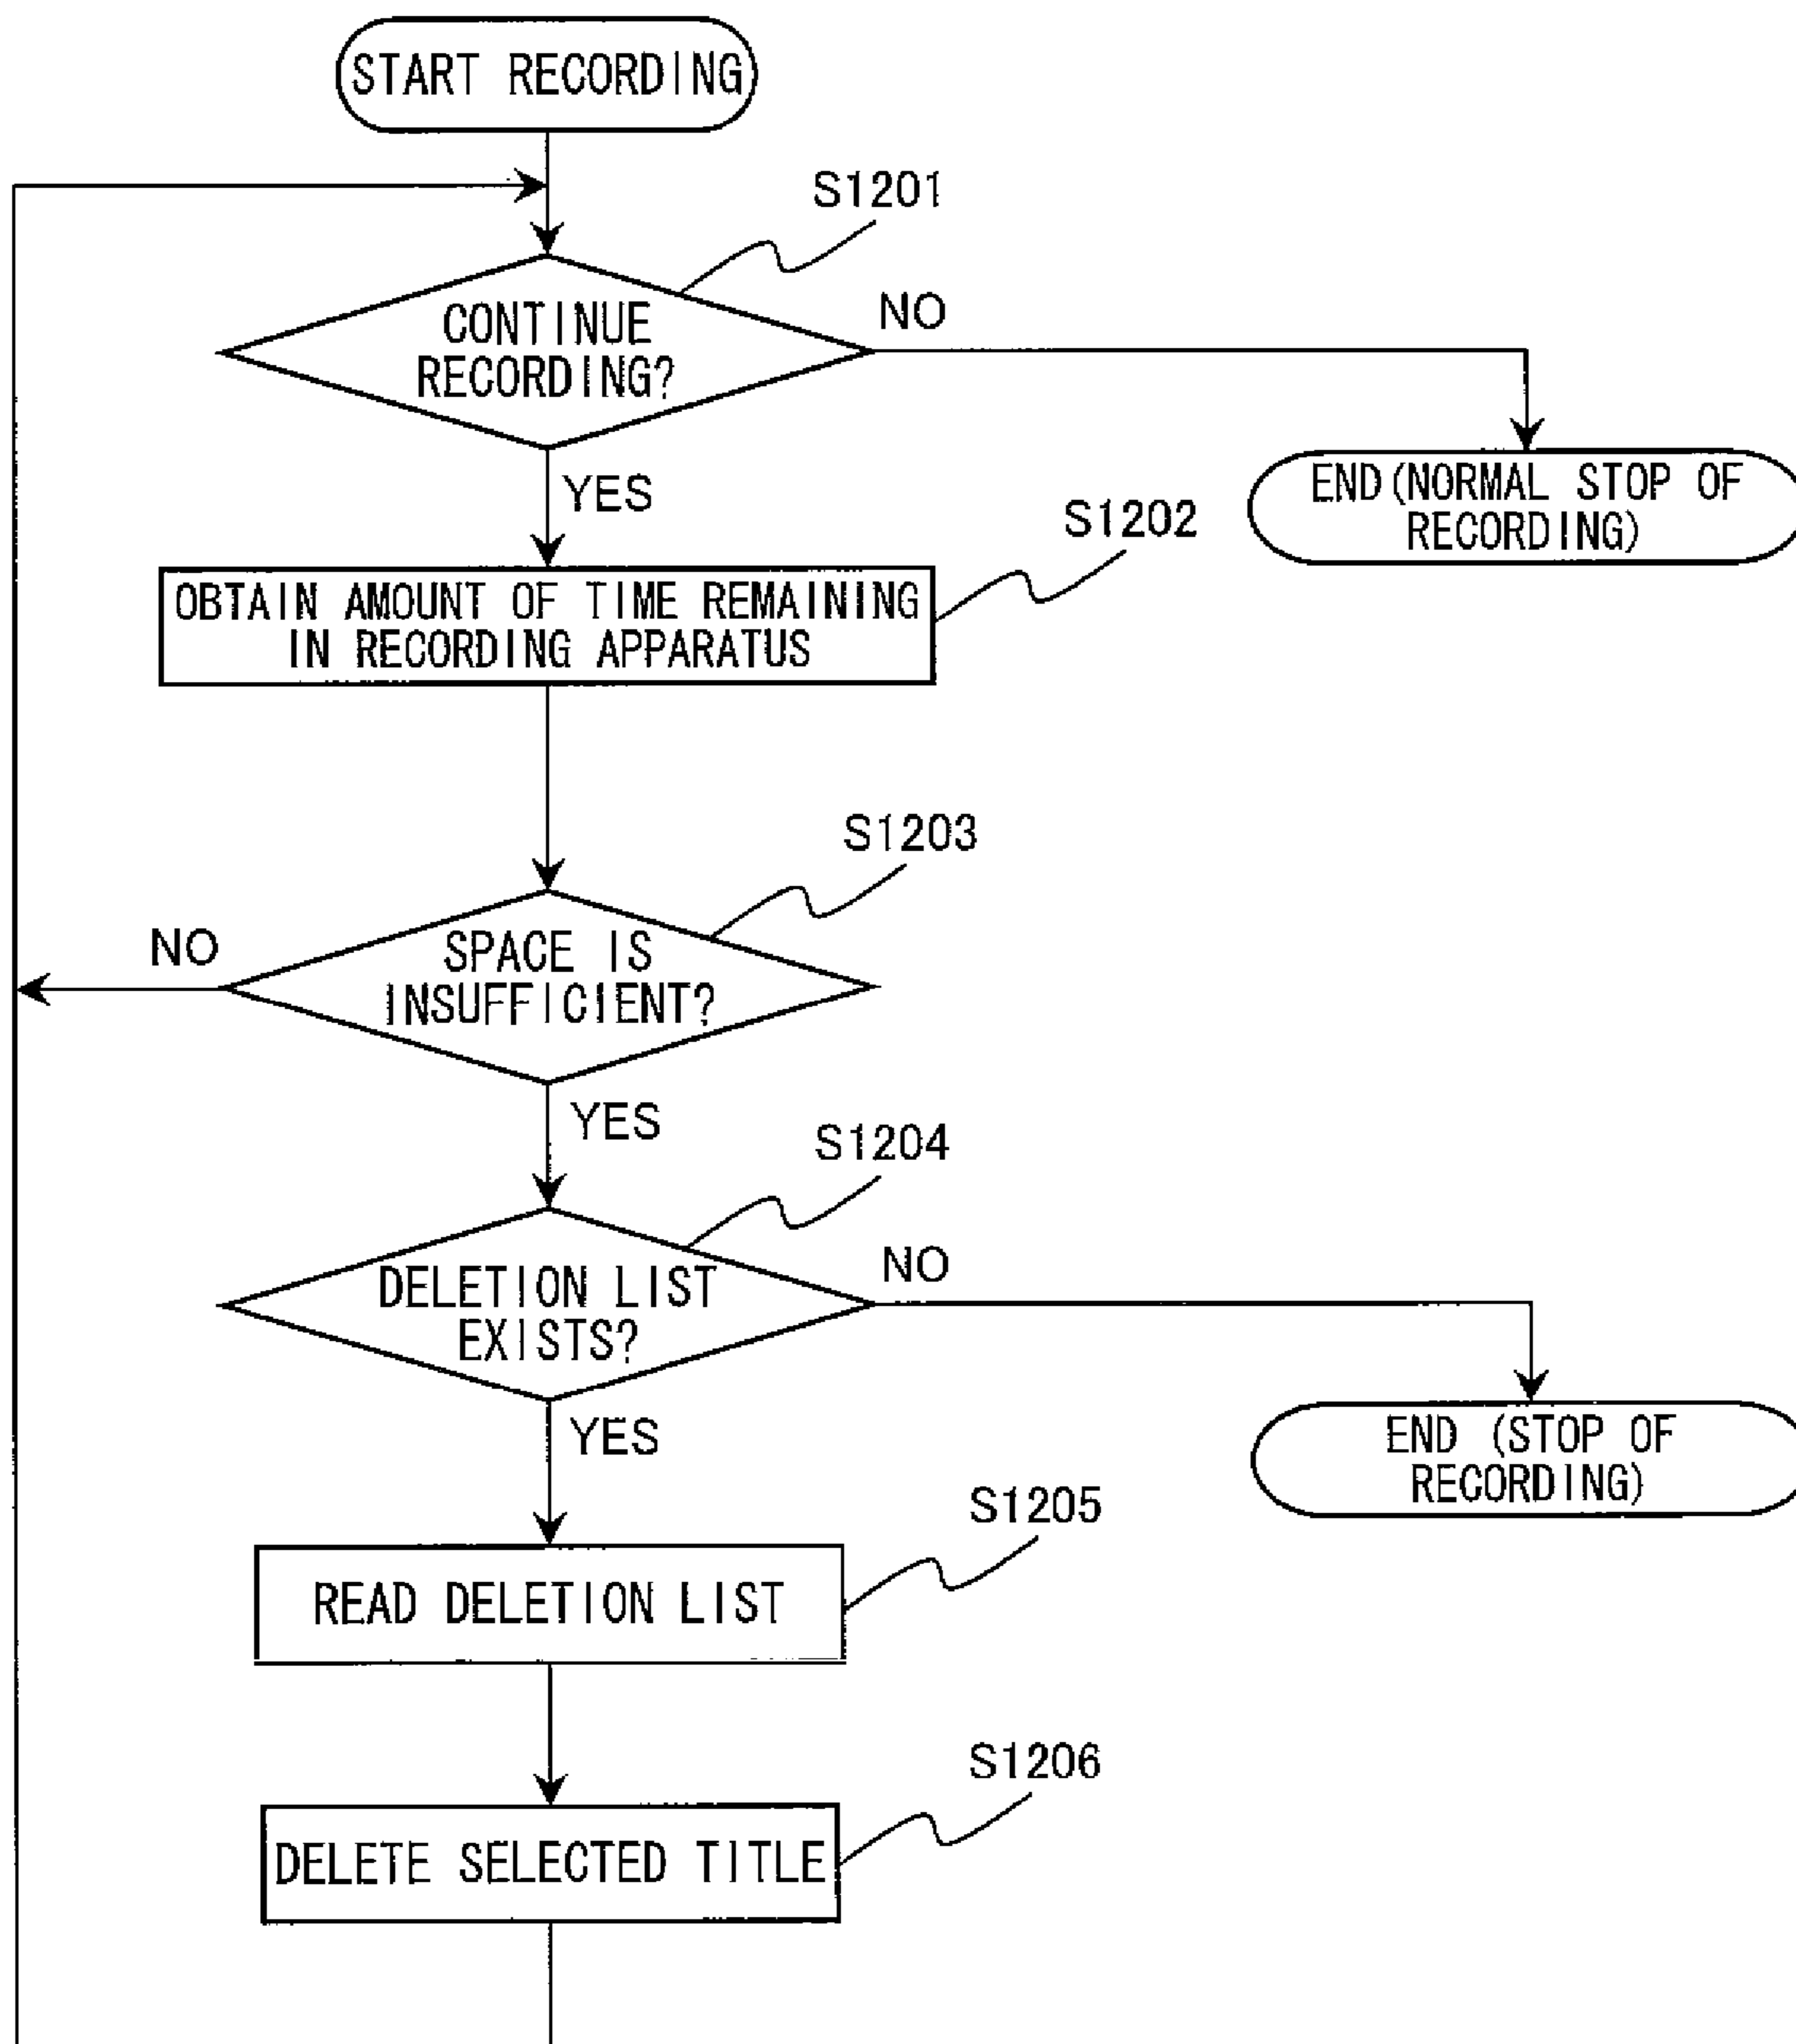 START RECORDING
S1201
CONTINUE
RECORDING?
NO
END(NORMAL STOP OF
RECORDING)
YES
S1202
OBTAIN AMOUNT OF TIME REMAINING
IN RECORDING APPARATUS
S1203
SPACE IS
INSUFFICIENT?
NO
YES
S1204
DELETION LIST
EXISTS?
NO
END (STOP OF
RECORDING)
YES
S1205
READ DELETION LIST
S1206
DELETE SELECTED TITLE